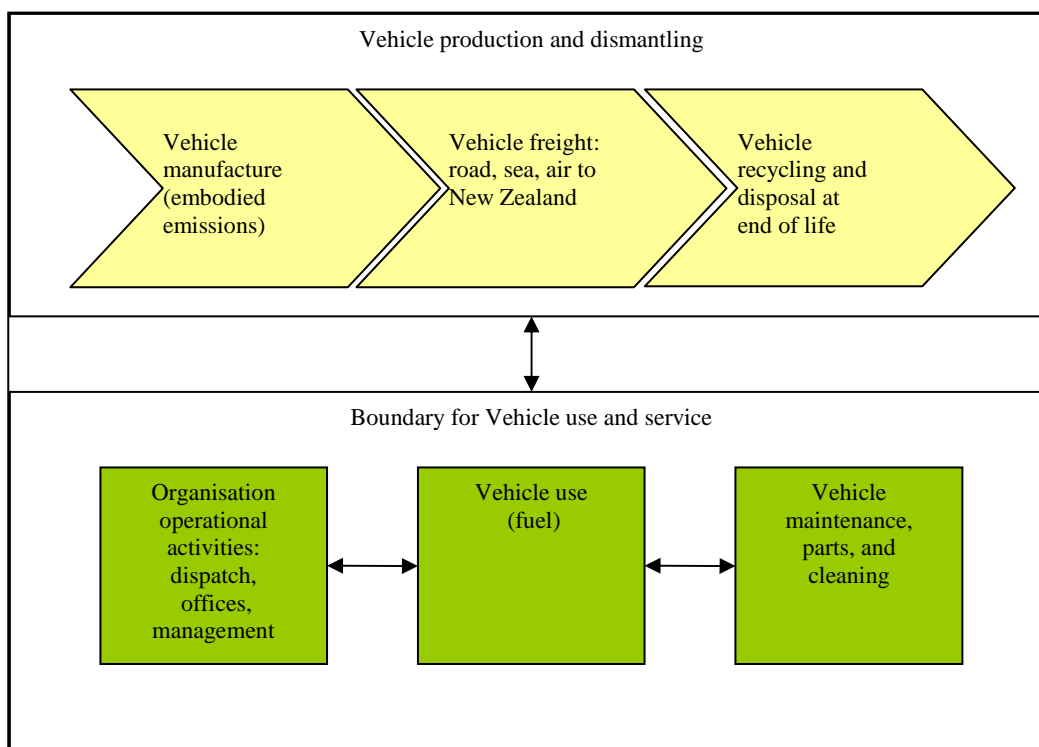 Vehicle production and dismantling
Vehicle
manufacture
(embodied
emissions)
Vehicle freight:
road, sea, air to
New Zealand
Vehicle
recycling and
disposal at
end of life
Boundary for Vehicle use and service
Organisation
operational
activities:
dispatch,
offices,
management
Vehicle use
(fuel)
Vehicle
maintenance,
parts, and
cleaning